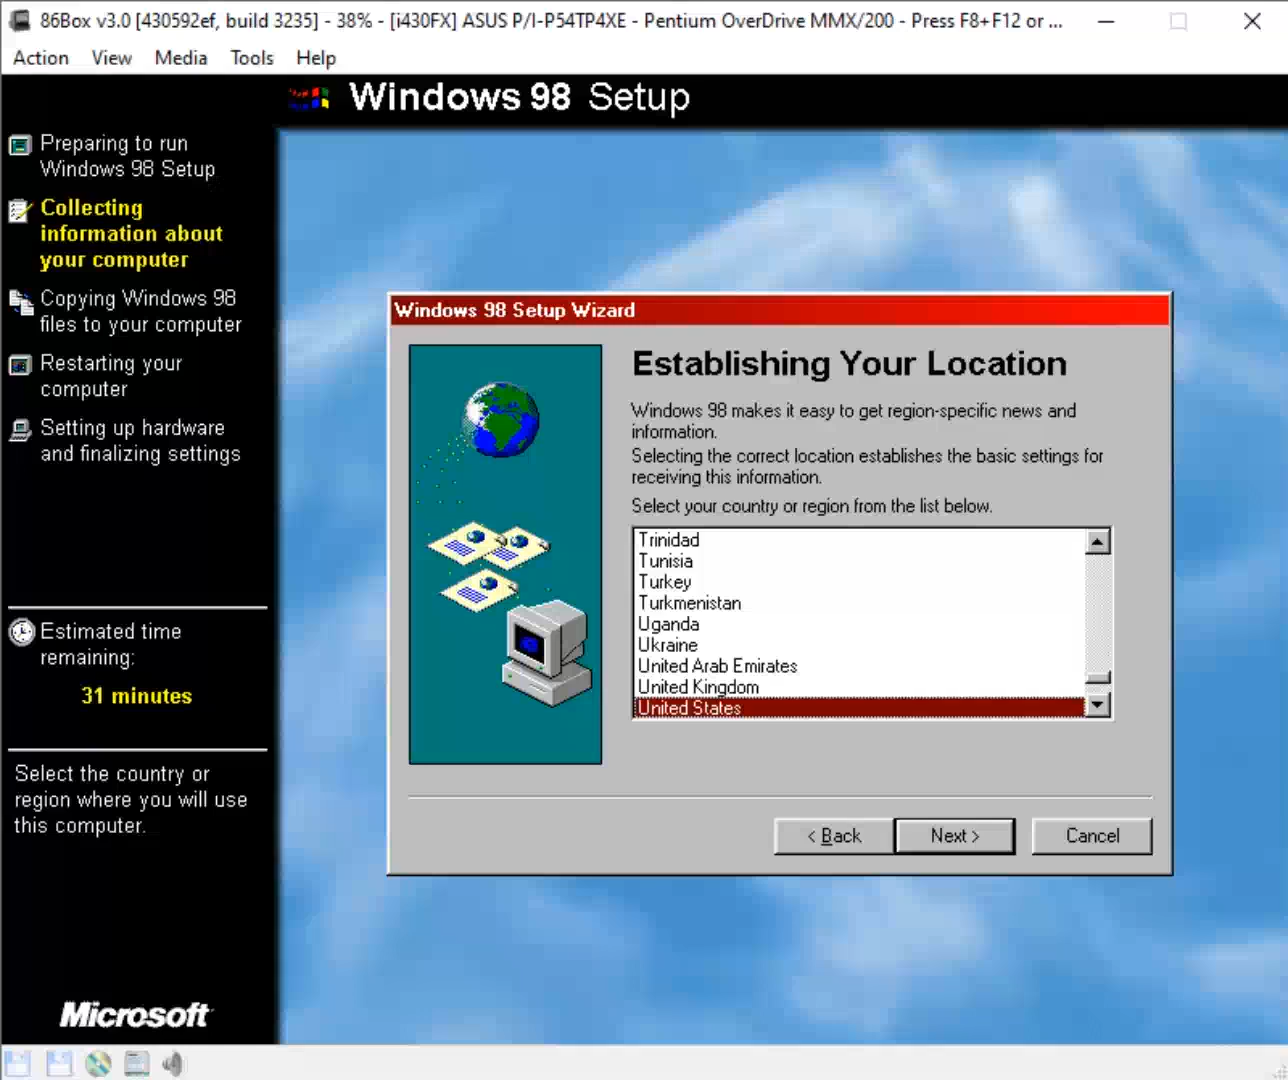 86Box v3.0 [430592ef, build 3235] - 38% - [i430FX] ASUS P/I-P54TP4XE - Pentium OverDrive MMX/200 - Press F8+F12 or ...
Action View Media Tools Help
Windows 98 Setup
Preparing to run
Windows 98 Setup
Collecting
information about
your computer
Copying Windows 98
files to your computer
Restarting your
computer
Setting up hardware
and finalizing settings
Estimated time
remaining:
31 minutes
Select the country or
region where you will use
this computer.
Microsoft
Windows 98 Setup Wizard
Establishing Your Location
Windows 98 makes it easy to get region-specific news and
information.
Selecting the correct location establishes the basic settings for
receiving this information.
Select your country or region from the list below.
Trinidad
Tunisia
Turkey
Turkmenistan
Uganda
Ukraine
United Arab Emirates
United Kingdom
United States
< Back Next > Cancel